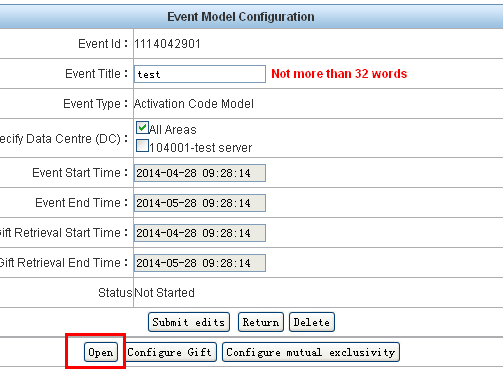 Event Model Configuration
Event Id : 1114042901
Event Title : test Not more than 32 words
Event Type : Activation Code Model
ecify Data Centre (DC) : All Areas
104001-test server
Event Start Time : 2014-04-28 09:28:14
Event End Time : 2014-05-28 09:28:14
ift Retrieval Start Time : 2014-04-28 09:28:14
Gift Retrieval End Time : 2014-05-28 09:28:14
Status Not Started
Submit edits Return Delete
Open Configure Gift Configure mutual exclusivity